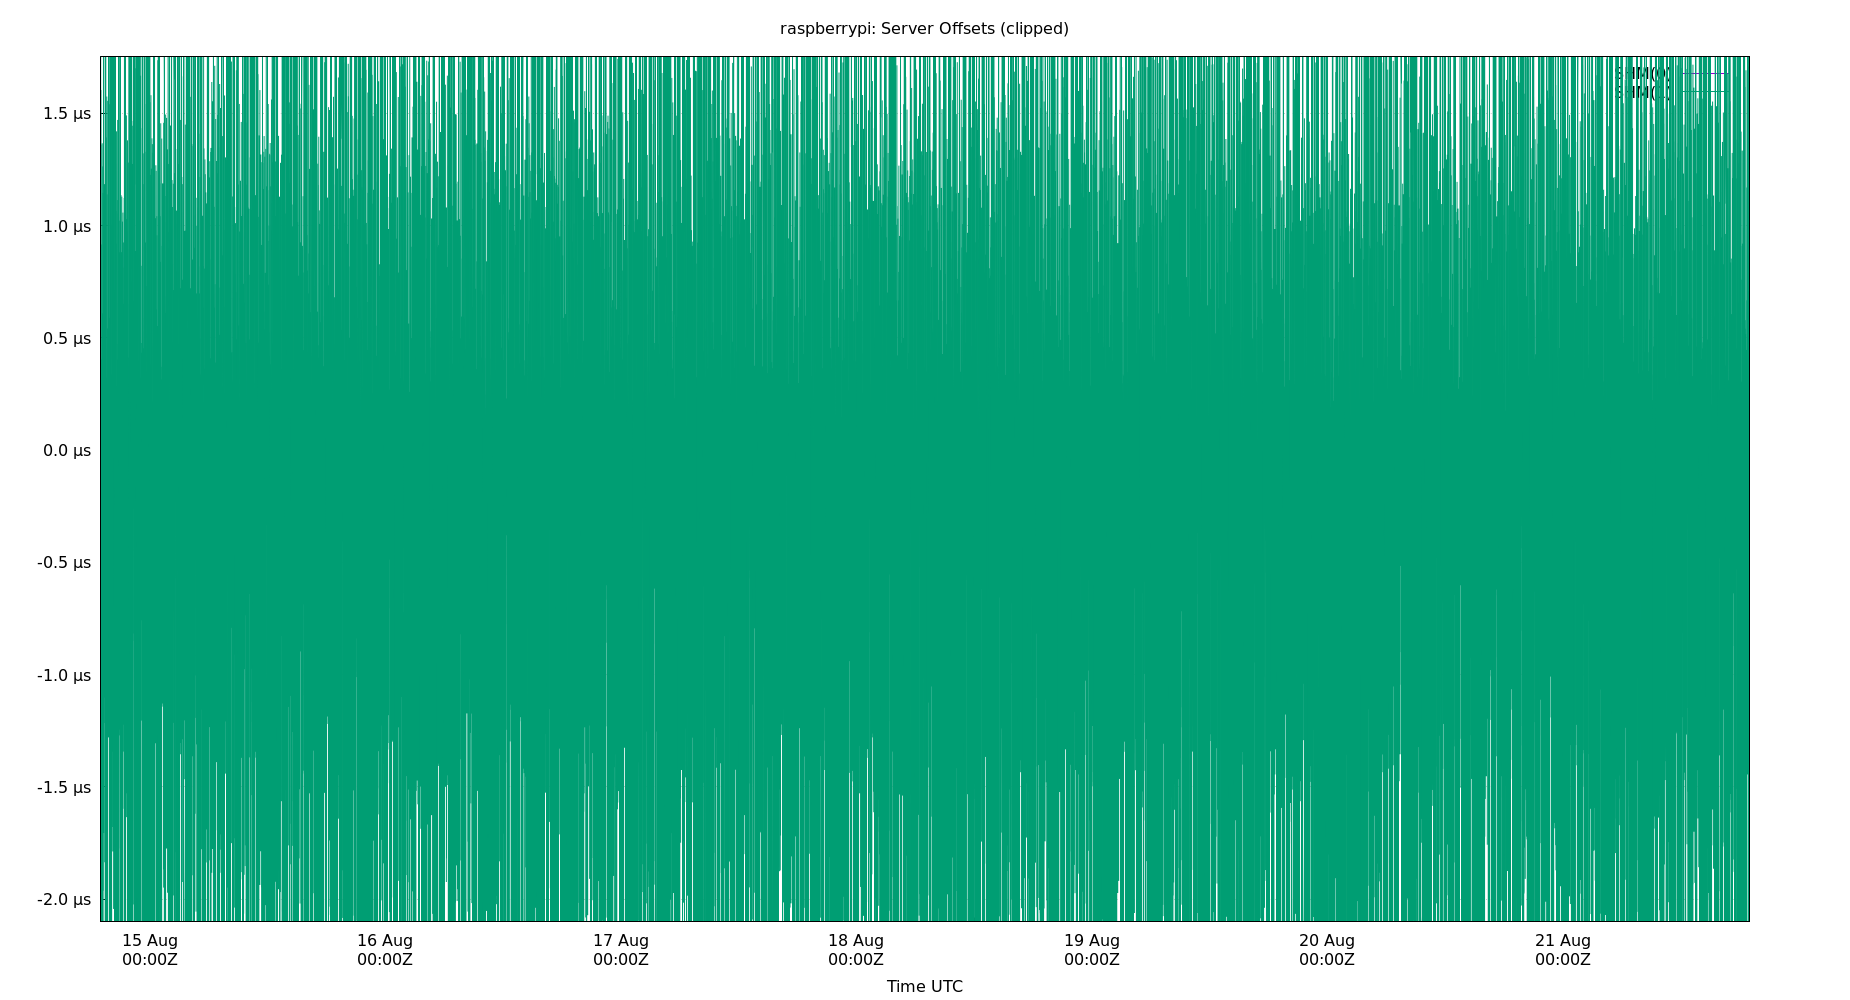 raspberrypi: Server Offsets (clipped)
1.5 µs
1.0 µs
0.5 µs
0.0 µs
-0.5 µs
-1.0 µs
-1.5 µs
-2.0 µs
15 Aug 16 Aug 17 Aug 18 Aug 19 Aug 20 Aug 21 Aug
00:00Z 00:00Z 00:00Z 00:00Z 00:00Z 00:00Z 00:00Z
Time UTC